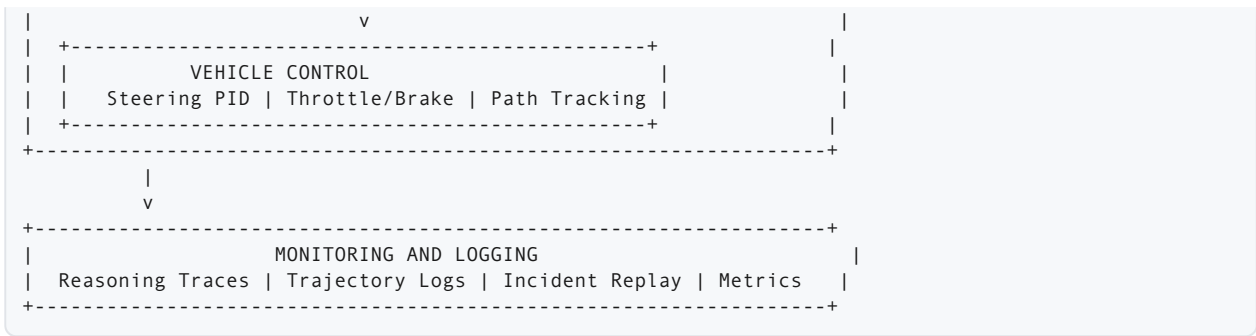 |                           v                                       |
|  +------------------------------------------------+              |
|  |          VEHICLE CONTROL                        |              |
|  |   Steering PID | Throttle/Brake | Path Tracking |              |
|  +------------------------------------------------+              |
+------------------------------------------------------------------+
          |
          v
+------------------------------------------------------------------+
|                    MONITORING AND LOGGING                          |
|  Reasoning Traces | Trajectory Logs | Incident Replay | Metrics   |
+------------------------------------------------------------------+